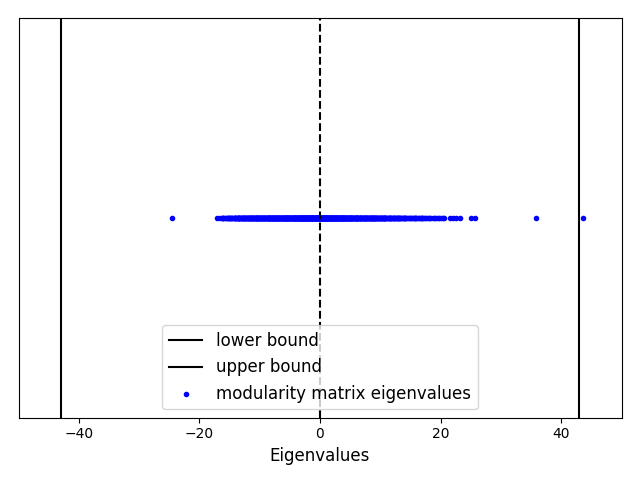 lower bound
upper bound
modularity matrix eigenvalues
−40 −20 0 20 40
Eigenvalues